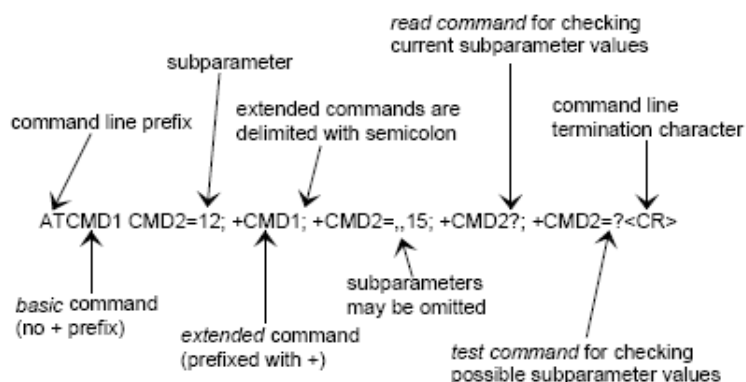 read command for checking
current subparameter values
subparameter
extended commands are
delimited with semicolon
command line
termination character
command line prefix
ATCMD1 CMD2=12; +CMD1; +CMD2=,,15; +CMD2?; +CMD2=?<CR>
basic command
(no + prefix)
extended command
(prefixed with +)
subparameters
may be omitted
test command for checking
possible subparameter values